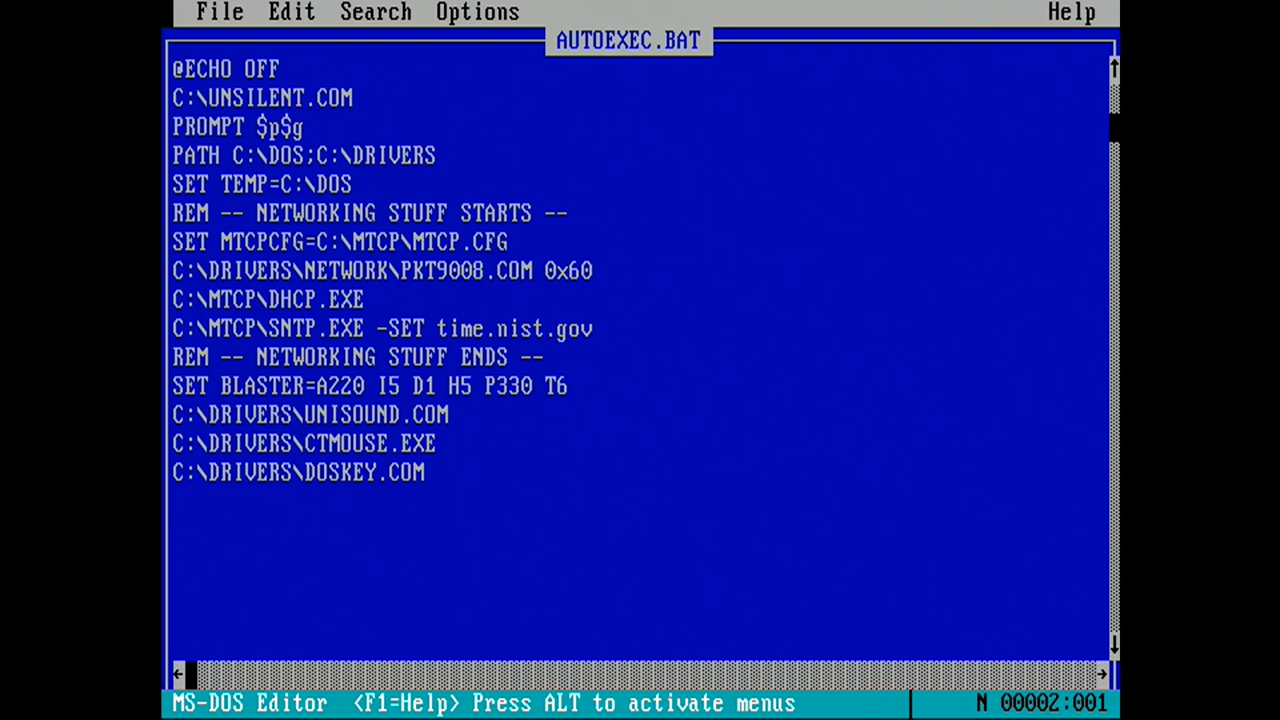 File Edit Search Options Help
AUTOEXEC.BAT
@ECHO OFF
C:\UNSILENT.COM
PROMPT $p$g
PATH C:\DOS;C:\DRIVERS
SET TEMP=C:\DOS
REM -- NETWORKING STUFF STARTS --
SET MTCPCFG=C:\MTCP\MTCP.CFG
C:\DRIVERS\NETWORK\PKT9008.COM 0x60
C:\MTCP\DHCP.EXE
C:\MTCP\SNTP.EXE -SET time.nist.gov
REM -- NETWORKING STUFF ENDS --
SET BLASTER=A220 I5 D1 H5 P330 T6
C:\DRIVERS\UNISOUND.COM
C:\DRIVERS\CTMOUSE.EXE
C:\DRIVERS\DOSKEY.COM
MS-DOS Editor <F1=Help> Press ALT to activate menus N 00002:001